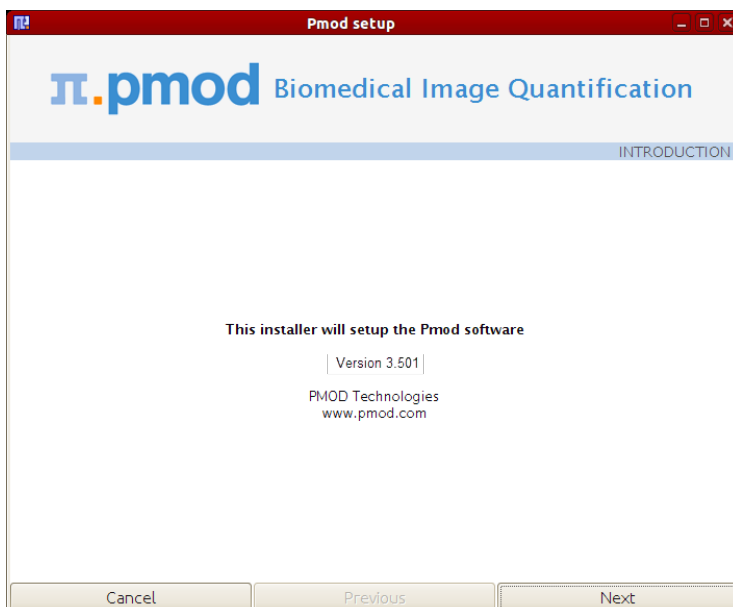 Pmod setup
π.pmod Biomedical Image Quantification
INTRODUCTION
This installer will setup the Pmod software
Version 3.501
PMOD Technologies
www.pmod.com
Cancel Previous Next